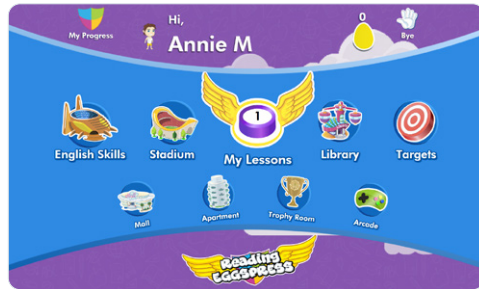 My Progress
Hi,
Annie M
0
Bye
1
English Skills
Stadium
My Lessons
Library
Targets
Mall
Apartment
Trophy Room
Arcade
Reading
EGGSPRESS